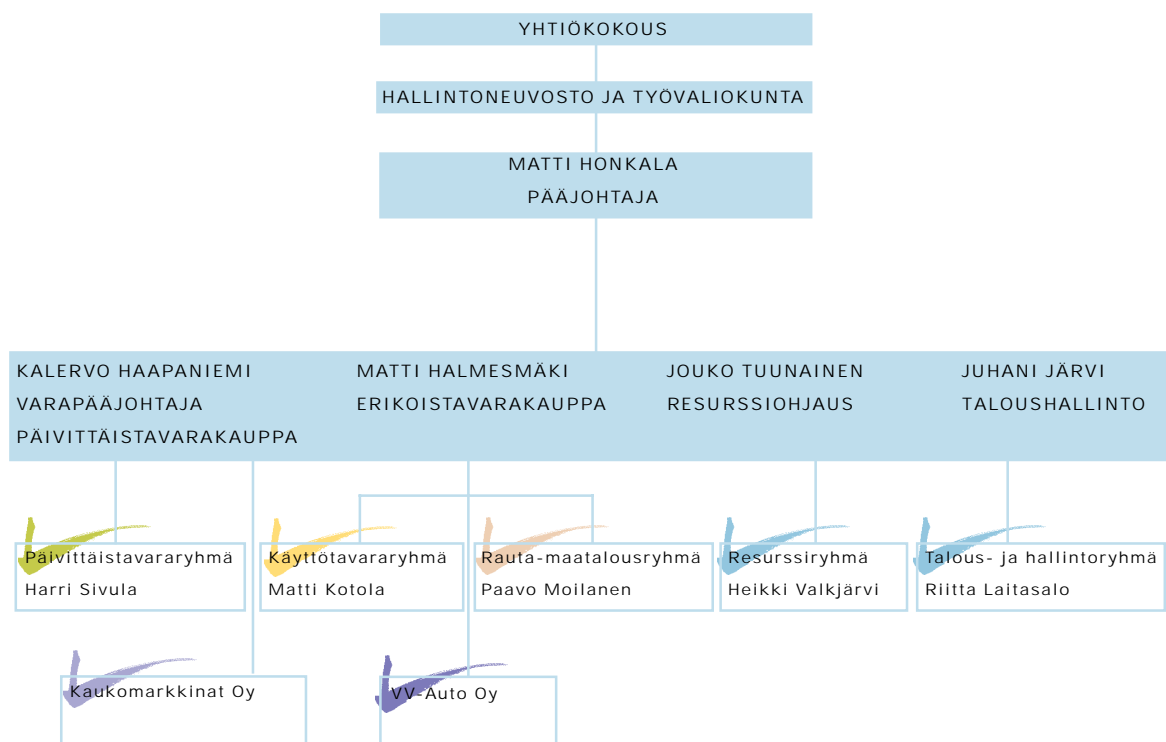 YHTIÖKOKOUS
HALLINTONEUVOSTO JA TYÖVALIOKUNTA
MATTI HONKALA
PÄÄJOHTAJA
KALERVO HAAPANIEMI
VARAPÄÄJOHTAJA
PÄIVITTÄISTAVARAKAUPPA
MATTI HALMESMÄKI
ERIKOISTAVARAKAUPPA
JOUKO TUUNAINEN
RESURSSIOHJAUS
JUHANI JÄRVI
TALOUSHALLINTO
Päivittäistavararyhmä
Harri Sivula
Käyttötavararyhmä
Matti Kotola
Rauta-maatalousryhmä
Paavo Moilanen
Resurssiryhmä
Heikki Valkjärvi
Talous- ja hallintoryhmä
Riitta Laitasalo
Kaukomarkkinat Oy
VV-Auto Oy